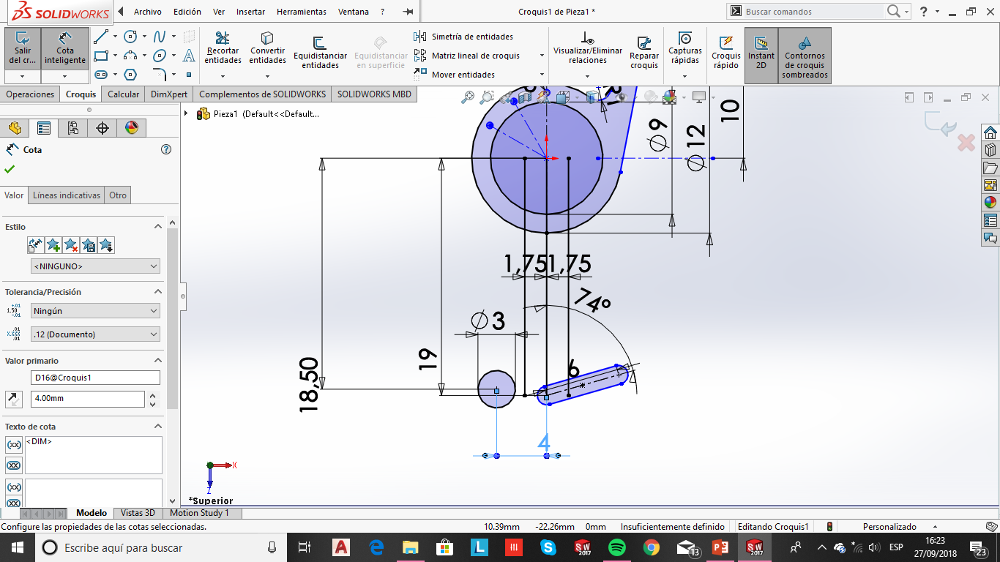 SOLIDWORKS
Archivo Edición Ver Insertar Herramientas Ventana ?
Croquis1 de Pieza1 *
Buscar comandos
?
Salir del cr...
Cota inteligente
Recortar entidades
Convertir entidades
Equidistanciar entidades
Equidistanciar en superficie
Simetría de entidades
Matriz lineal de croquis
Mover entidades
Visualizar/Eliminar relaciones
Reparar croquis
Capturas rápidas
Croquis rápido
Instant 2D
Contornos de croquis sombreados
Operaciones Croquis Calcular DimXpert Complementos de SOLIDWORKS SOLIDWORKS MBD
Pieza1 (Default<<Default...
Cota
Valor Líneas indicativas Otro
Estilo
<NINGUNO>
Tolerancia/Precisión
Ningún
.12 (Documento)
Valor primario
D16@Croquis1
4.00mm
Texto de cota
<DIM>
10
∅9
∅12
1,75
1,75
74°
∅3
6
19
18,50
4
X
Z
*Superior
Modelo Vistas 3D Motion Study 1
Configure las propiedades de las cotas seleccionadas.
10.39mm -22.26mm 0mm Insuficientemente definido Editando Croquis1 Personalizado
Escribe aquí para buscar
SW 2017
13
SW 2017
ESP
16:23
27/09/2018
23